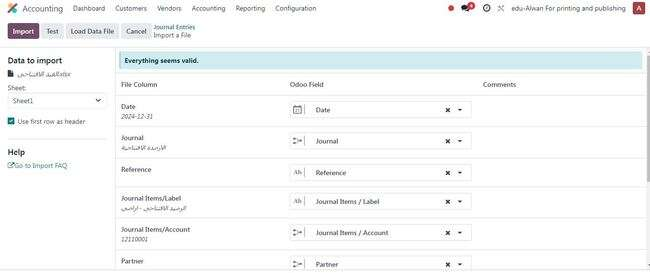 Accounting Dashboard Customers Vendors Accounting Reporting Configuration edu-Alwan For printing and publishing A
Import Test Load Data File Cancel Journal Entries
Import a File
Data to import
القيد الافتتاحي.xlsx
Sheet:
Sheet1
Use first row as header
Help
Go to Import FAQ
Everything seems valid.
File Column Odoo Field Comments
Date Date
2024-12-31
Journal Journal
الأرصدة الافتتاحية
Reference Reference
Journal Items/Label Journal Items / Label
الرصيد الافتتاحي - اراضي
Journal Items/Account Journal Items / Account
12110001
Partner Partner